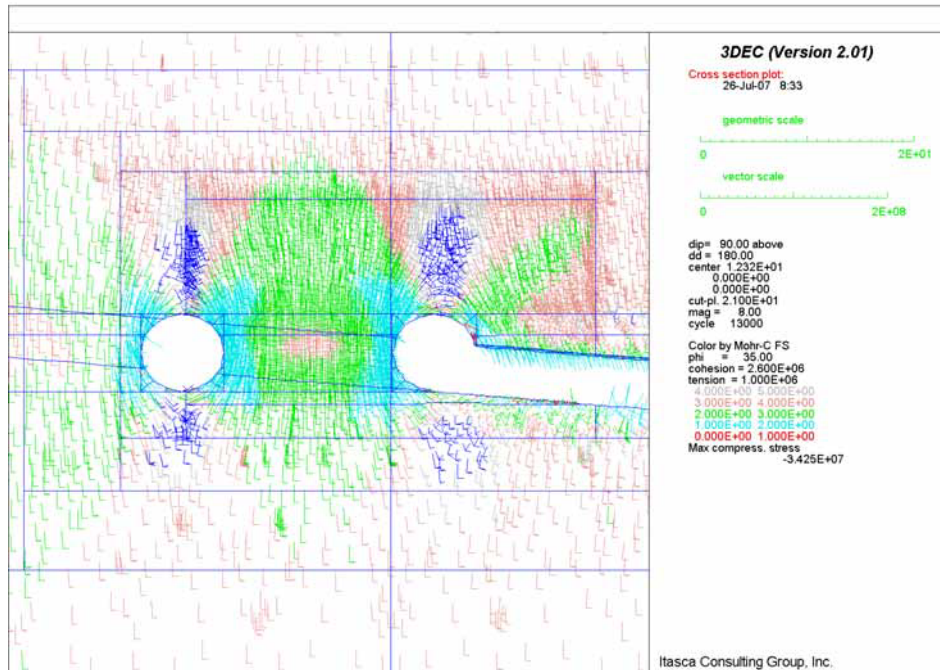 3DEC (Version 2.01)
Cross section plot:
26-Jul-07 8:33
geometric scale
0 2E+01
vector scale
0 2E+08
dip= 90.00 above
dd = 180.00
center 1.232E+01
0.000E+00
0.000E+00
cut-pl. 2.100E+01
mag = 8.00
cycle 13000
Color by Mohr-C FS
phi = 35.00
cohesion = 2.600E+06
tension = 1.000E+06
4.000E+00 5.000E+00
3.000E+00 4.000E+00
2.000E+00 3.000E+00
1.000E+00 2.000E+00
0.000E+00 1.000E+00
Max compress. stress
-3.425E+07
Itasca Consulting Group, Inc.